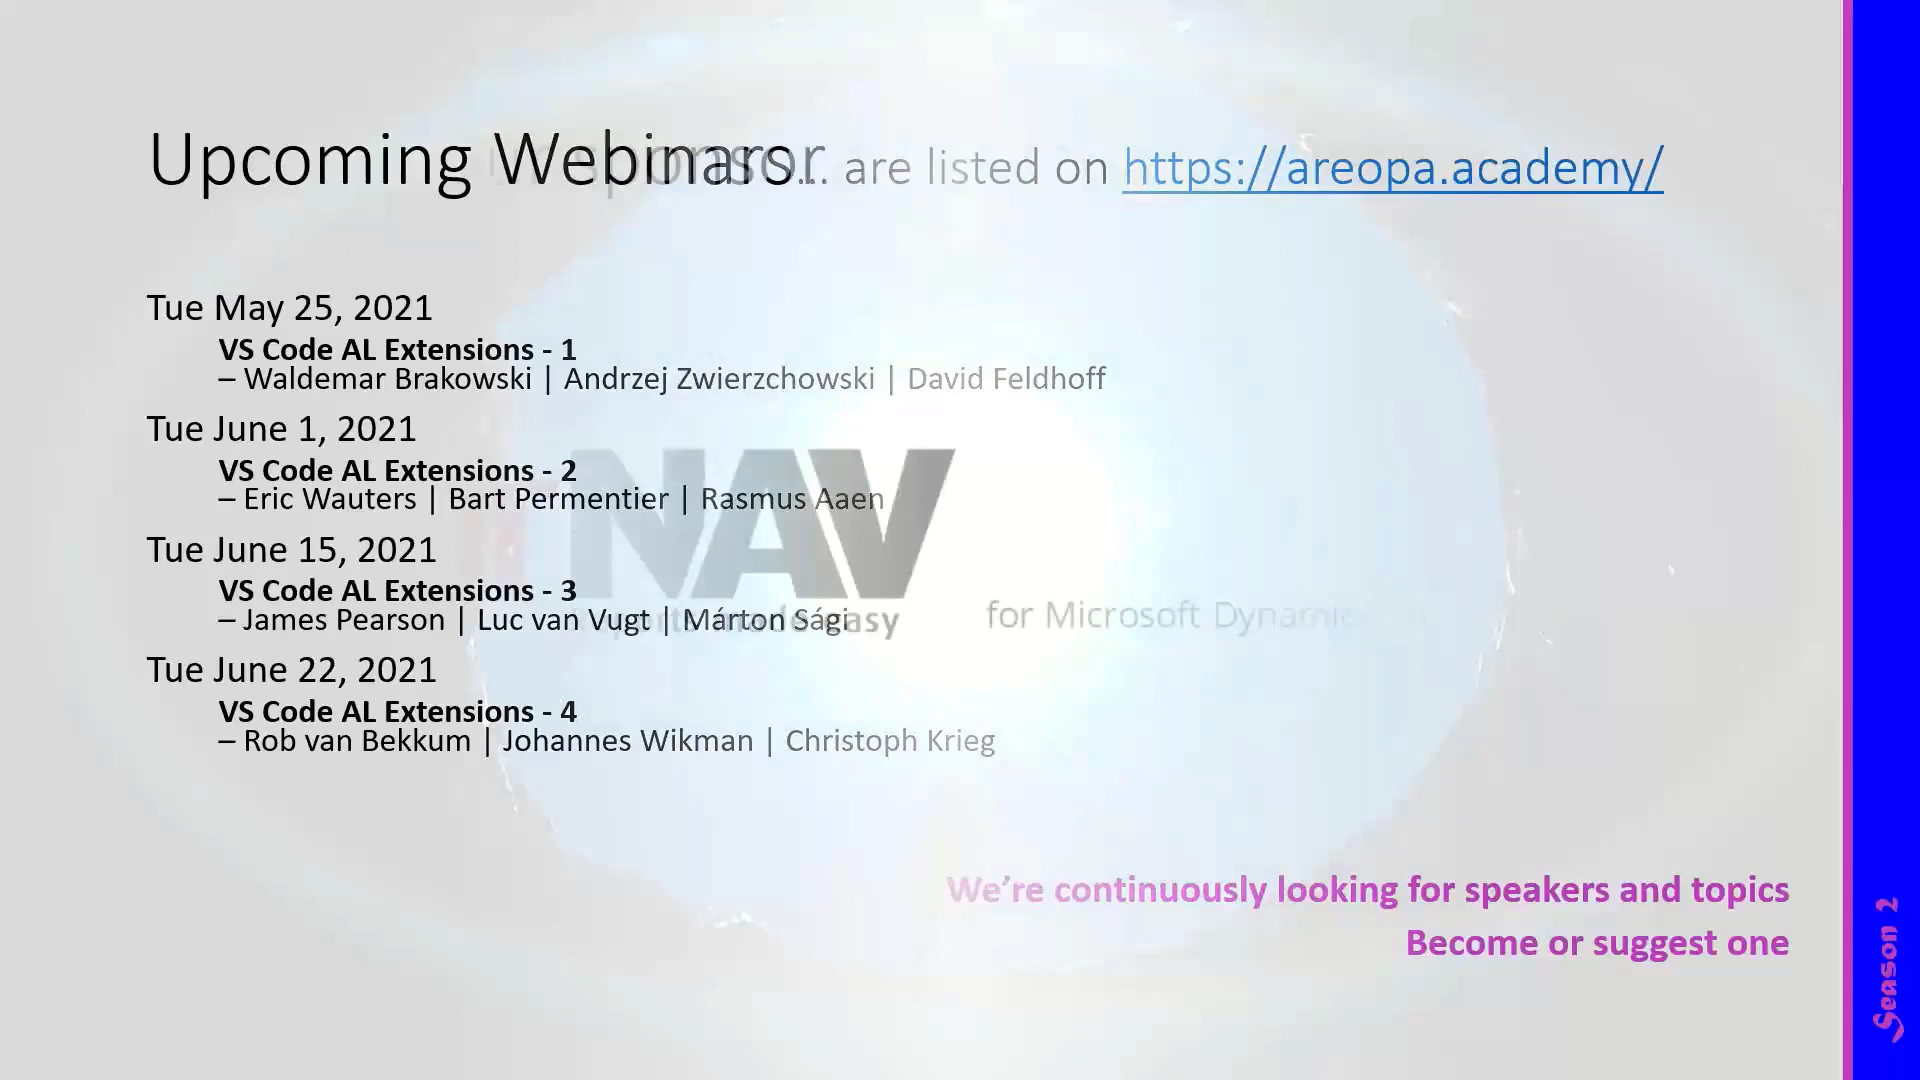 Upcoming Webinars... are listed on https://areopa.academy/
Tue May 25, 2021
VS Code AL Extensions - 1
– Waldemar Brakowski | Andrzej Zwierzchowski | David Feldhoff
Tue June 1, 2021
VS Code AL Extensions - 2
– Eric Wauters | Bart Permentier | Rasmus Aaen
NAV
Tue June 15, 2021
VS Code AL Extensions - 3
– James Pearson | Luc van Vugt | Márton Sági
easy for Microsoft Dynamic
Tue June 22, 2021
VS Code AL Extensions - 4
– Rob van Bekkum | Johannes Wikman | Christoph Krieg
We're continuously looking for speakers and topics
Become or suggest one
Season 2